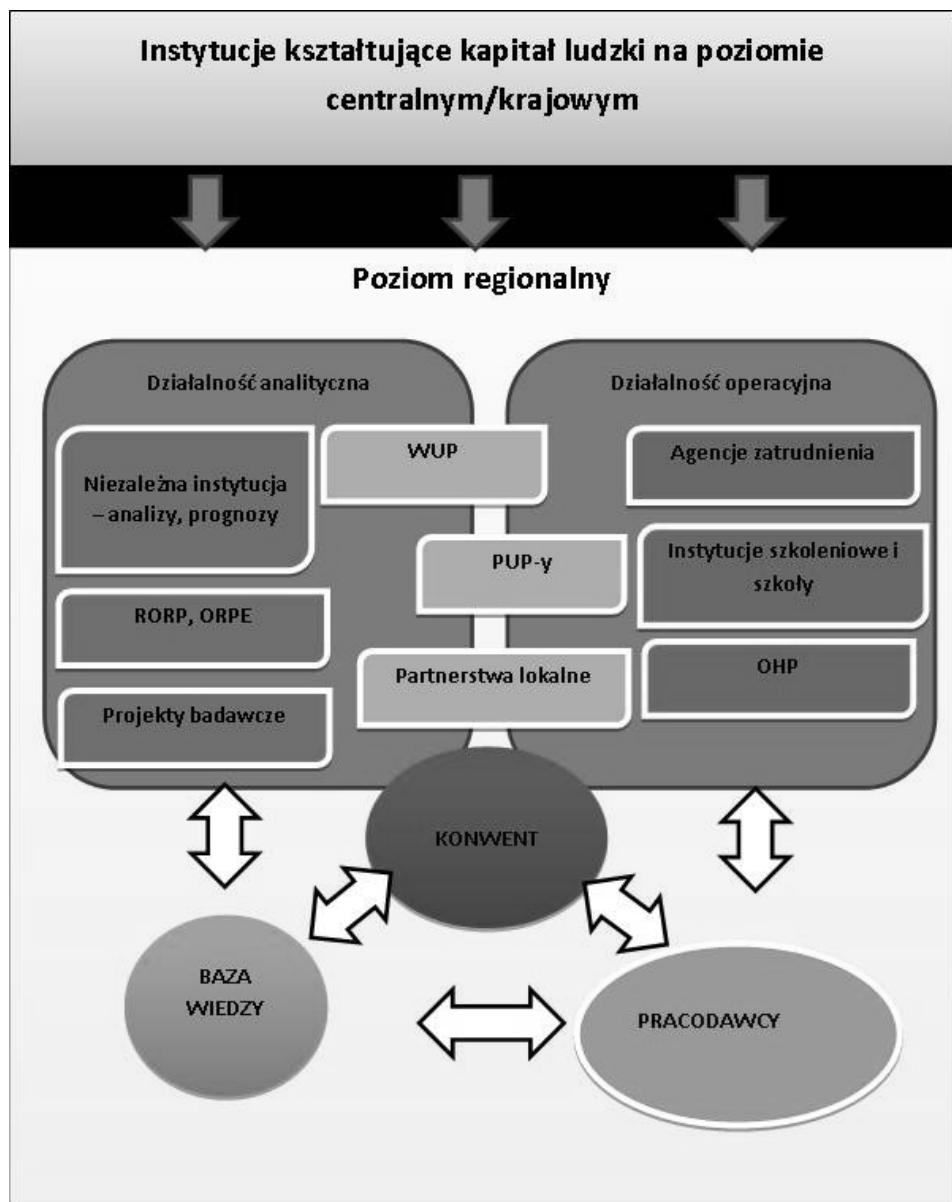 Instytucje kształtujące kapitał ludzki na poziomie
centralnym/krajowym
Poziom regionalny
Działalność analityczna
Niezależna instytucja
– analizy, prognozy
RORP, ORPE
Projekty badawcze
WUP
PUP-y
Partnerstwa lokalne
Działalność operacyjna
Agencje zatrudnienia
Instytucje szkoleniowe i
szkoły
OHP
KONWENT
BAZA
WIEDZY
PRACODAWCY